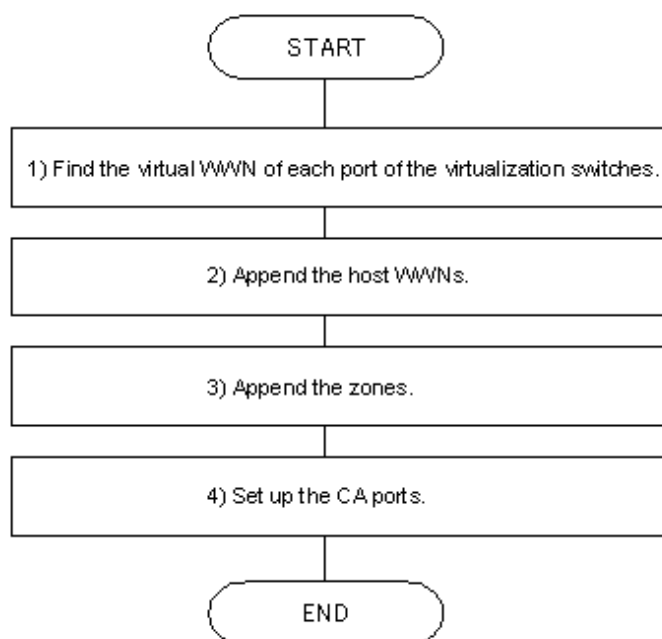 START
1) Find the virtual WWN of each port of the virtualization switches.
2) Append the host WWNs.
3) Append the zones.
4) Set up the CA ports.
END